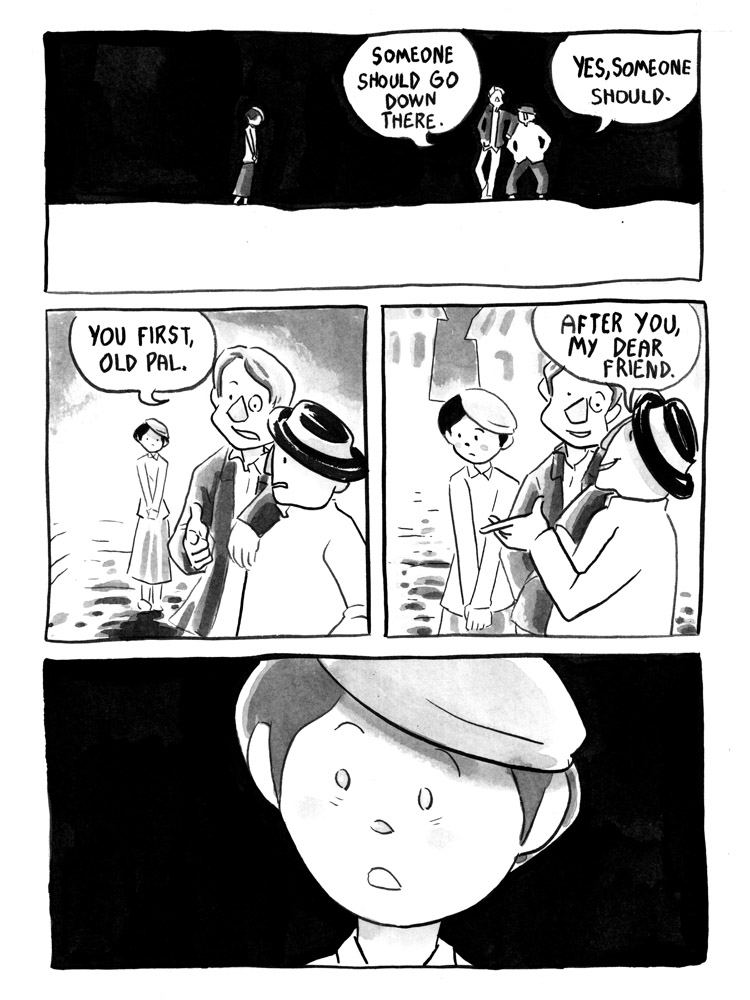 SOMEONE
SHOULD GO
DOWN
THERE.
YES, SOMEONE
SHOULD.
YOU FIRST,
OLD PAL.
AFTER YOU,
MY DEAR
FRIEND.